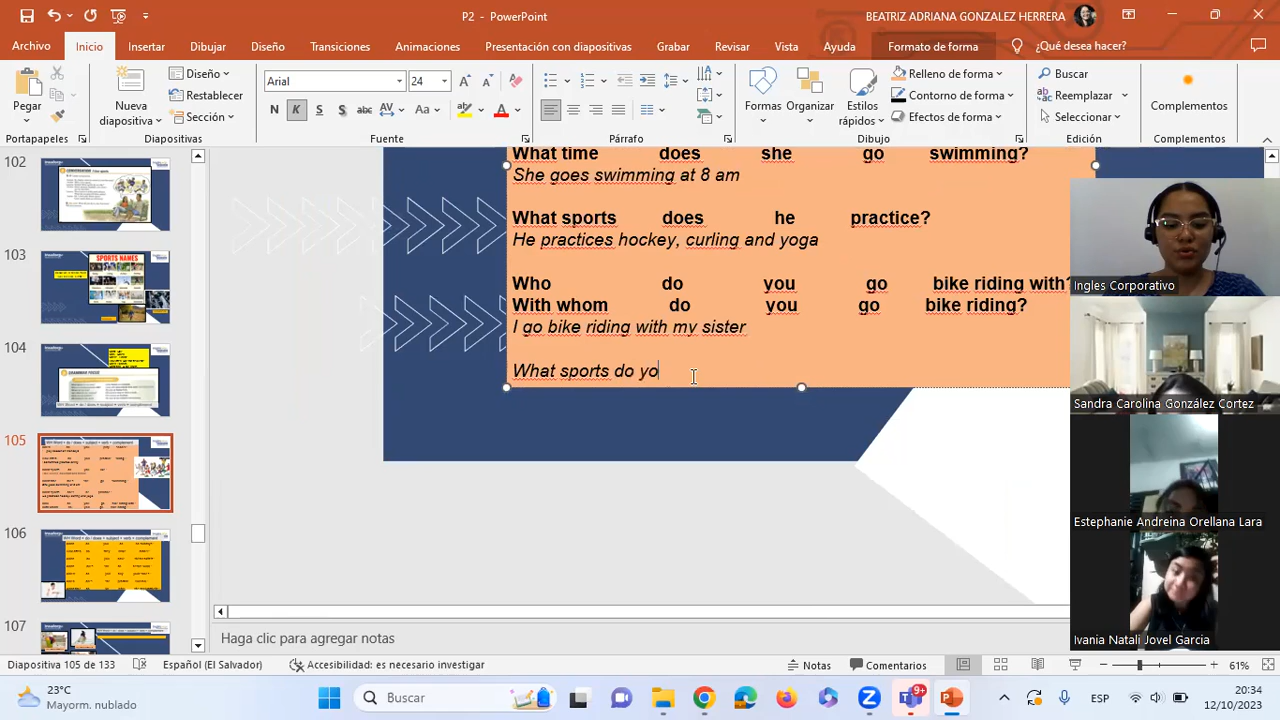 P2 - PowerPoint
BEATRIZ ADRIANA GONZALEZ HERRERA
Archivo Inicio Insertar Dibujar Diseño Transiciones Animaciones Presentación con diapositivas Grabar Revisar Vista Ayuda Formato de forma ¿Qué desea hacer?
Pegar
Portapapeles
Nueva diapositiva
Diseño
Restablecer
Sección
Diapositivas
Arial 24
N K S S abc AV Aa A
Fuente
Párrafo
Formas
Organizar
Estilos rápidos
Relleno de forma
Contorno de forma
Efectos de forma
Dibujo
Buscar
Reemplazar
Seleccionar
Edición
Complementos
Complementos
102
103
SPORTS NAMES
104
105
106
107
What time does she go swimming?
She goes swimming at 8 am
What sports does he practice?
He practices hockey, curling and yoga
Who do you go bike riding with?
With whom do you go bike riding?
I go bike riding with my sister
What sports do yo
Ingles Corporativo
Sandra Carolina González Cortez
Estephanie Andreina Cortez Lara
Ivania Natali Jovel García
Haga clic para agregar notas
Diapositiva 105 de 133 Español (El Salvador) Accesibilidad: es necesario investigar Notas Comentarios 61%
23°C
Mayorm. nublado
Buscar
9+
ESP
20:34
12/10/2023